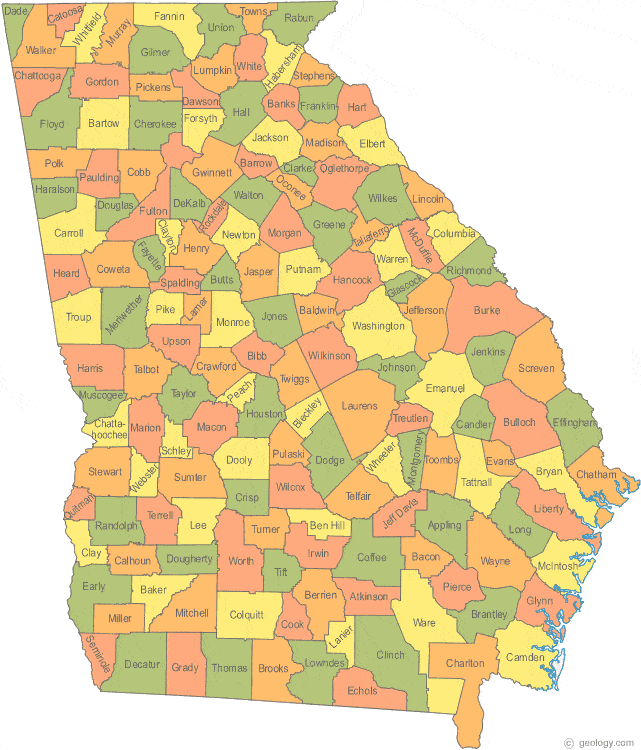 Dade
Catoosa
Whitfield
Murray
Fannin
Union
Towns
Rabun
Walker
Gilmer
Lumpkin
White
Habersham
Stephens
Chattooga
Gordon
Pickens
Dawson
Banks
Franklin
Hart
Floyd
Bartow
Cherokee
Forsyth
Hall
Jackson
Madison
Elbert
Polk
Paulding
Cobb
Gwinnett
Barrow
Clarke
Oglethorpe
Oconee
Haralson
Douglas
Fulton
DeKalb
Rockdale
Walton
Wilkes
Lincoln
Carroll
Clayton
Newton
Morgan
Greene
Taliaferro
McDuffie
Columbia
Heard
Coweta
Fayette
Henry
Jasper
Putnam
Warren
Richmond
Spalding
Butts
Hancock
Glascock
Troup
Meriwether
Pike
Lamar
Monroe
Jones
Baldwin
Washington
Jefferson
Burke
Upson
Harris
Talbot
Crawford
Bibb
Wilkinson
Johnson
Jenkins
Screven
Muscogee
Taylor
Peach
Twiggs
Emanuel
Chatta-
hoochee
Marion
Macon
Houston
Bleckley
Laurens
Treutlen
Candler
Bulloch
Effingham
Schley
Stewart
Webster
Sumter
Dooly
Pulaski
Dodge
Wheeler
Montgomery
Toombs
Evans
Tattnall
Bryan
Chatham
Quitman
Randolph
Terrell
Lee
Crisp
Wilcox
Telfair
Jeff Davis
Appling
Long
Liberty
Clay
Calhoun
Dougherty
Worth
Turner
Ben Hill
Irwin
Coffee
Bacon
Wayne
McIntosh
Early
Baker
Tift
Berrien
Atkinson
Pierce
Glynn
Miller
Mitchell
Colquitt
Cook
Lanier
Ware
Brantley
Seminole
Decatur
Grady
Thomas
Brooks
Lowndes
Clinch
Echols
Charlton
Camden
© geology.com